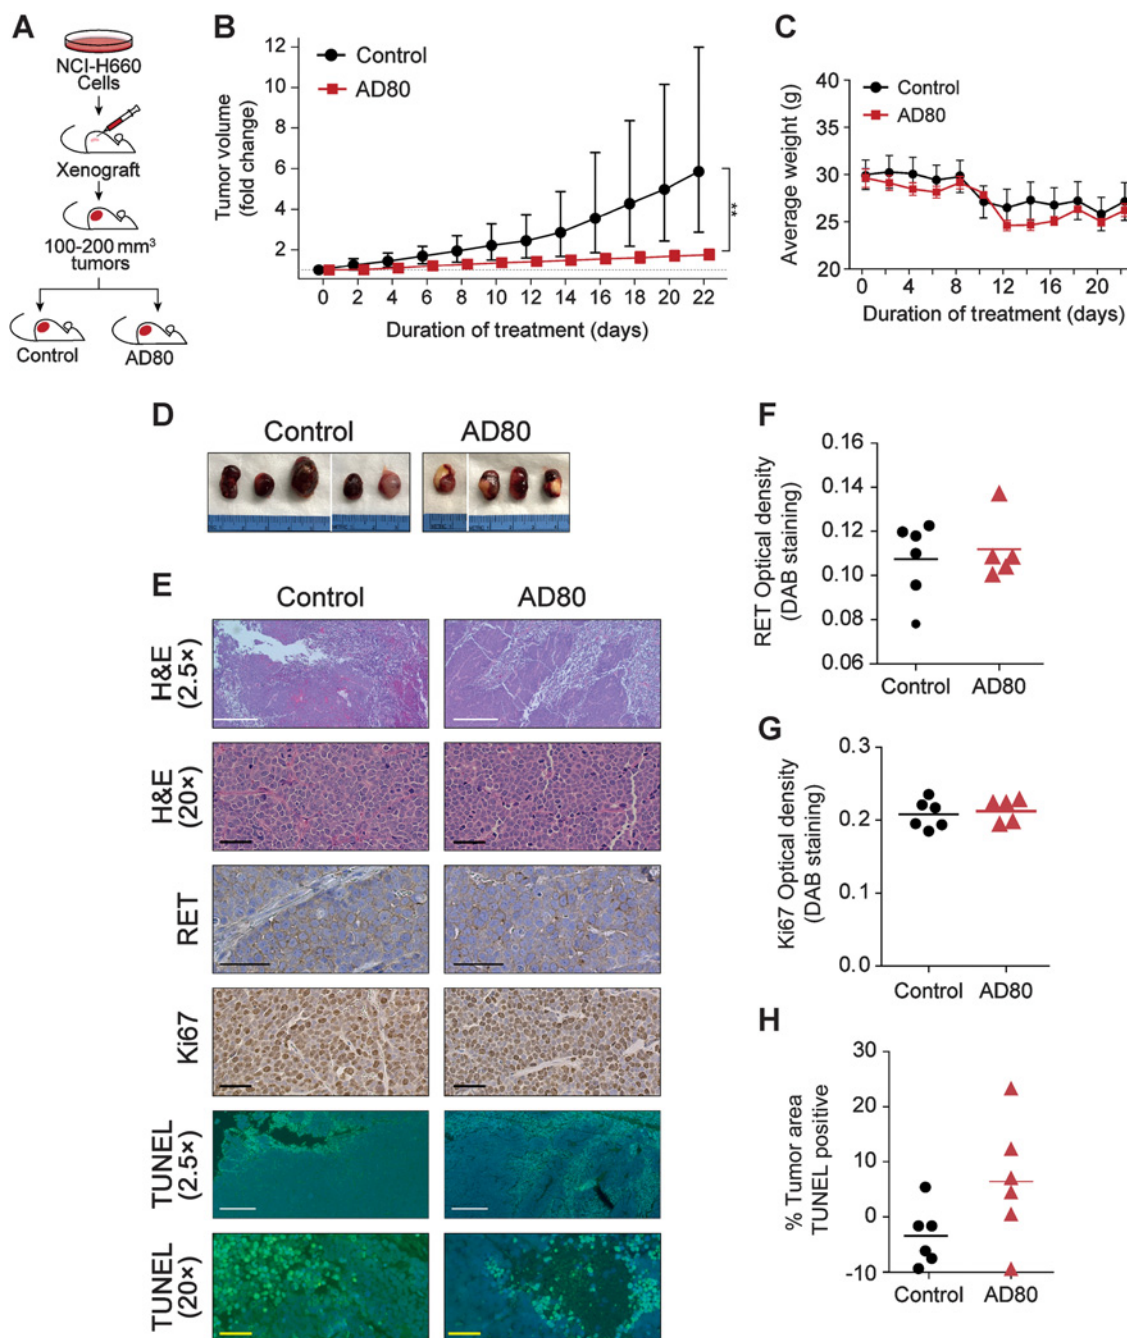 A
NCI-H660
Cells
Xenograft
100-200 mm³
tumors
Control
AD80
B
Tumor volume
(fold change)
12
10
8
6
4
2
Control
AD80
**
0 2 4 6 8 10 12 14 16 18 20 22
Duration of treatment (days)
C
Average weight (g)
40
35
30
25
20
Control
AD80
0 4 8 12 16 20
Duration of treatment (days)
D
Control
AD80
E
Control
AD80
H&E
(2.5×)
H&E
(20×)
RET
Ki67
TUNEL
(2.5×)
TUNEL
(20×)
F
RET Optical density
(DAB staining)
0.16
0.14
0.12
0.10
0.08
0.06
Control
AD80
G
Ki67 Optical density
(DAB staining)
0.3
0.2
0.1
0.0
Control
AD80
H
% Tumor area
TUNEL positive
30
20
10
0
-10
Control
AD80